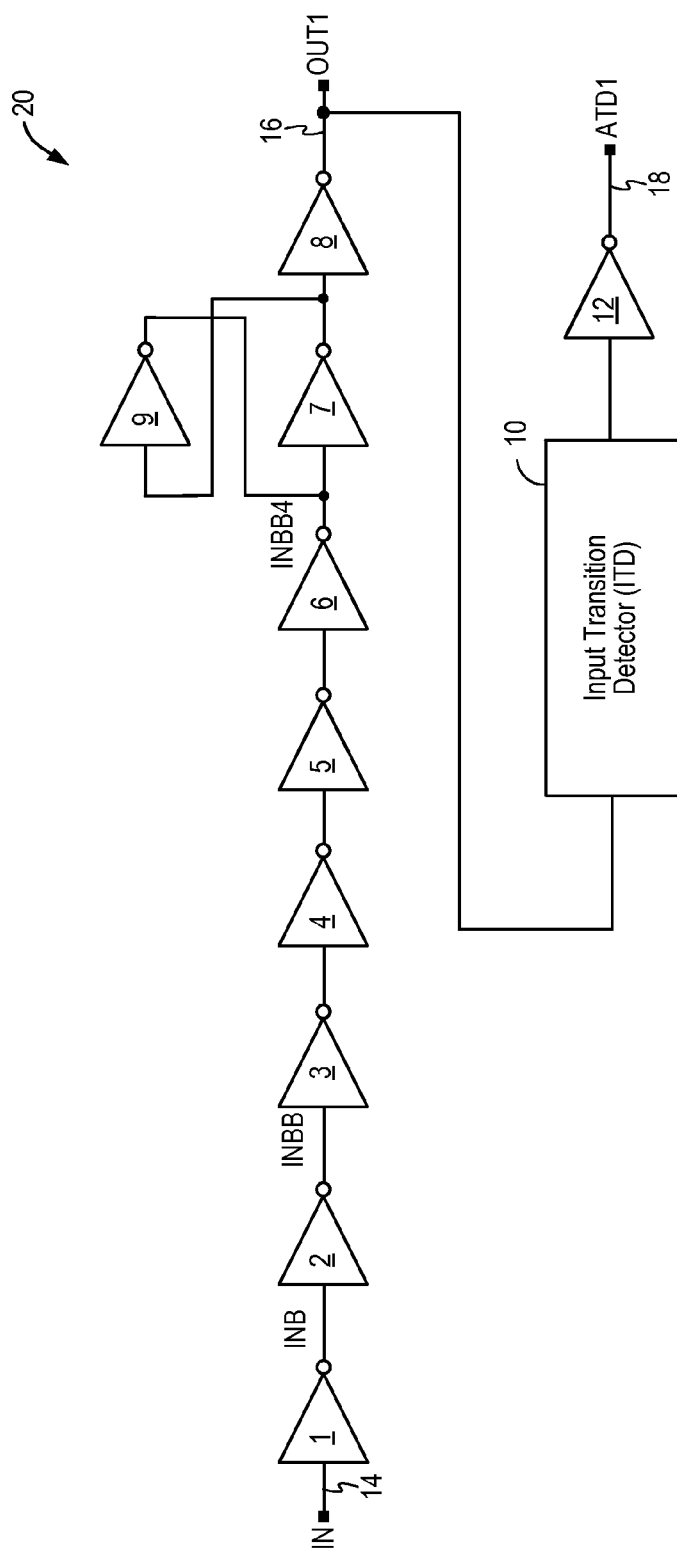 20
IN
14
1
INB
2
INBB
3
4
5
6
INBB4
7
9
8
16
OUT1
10
Input Transition
Detector (ITD)
12
18
ATD1